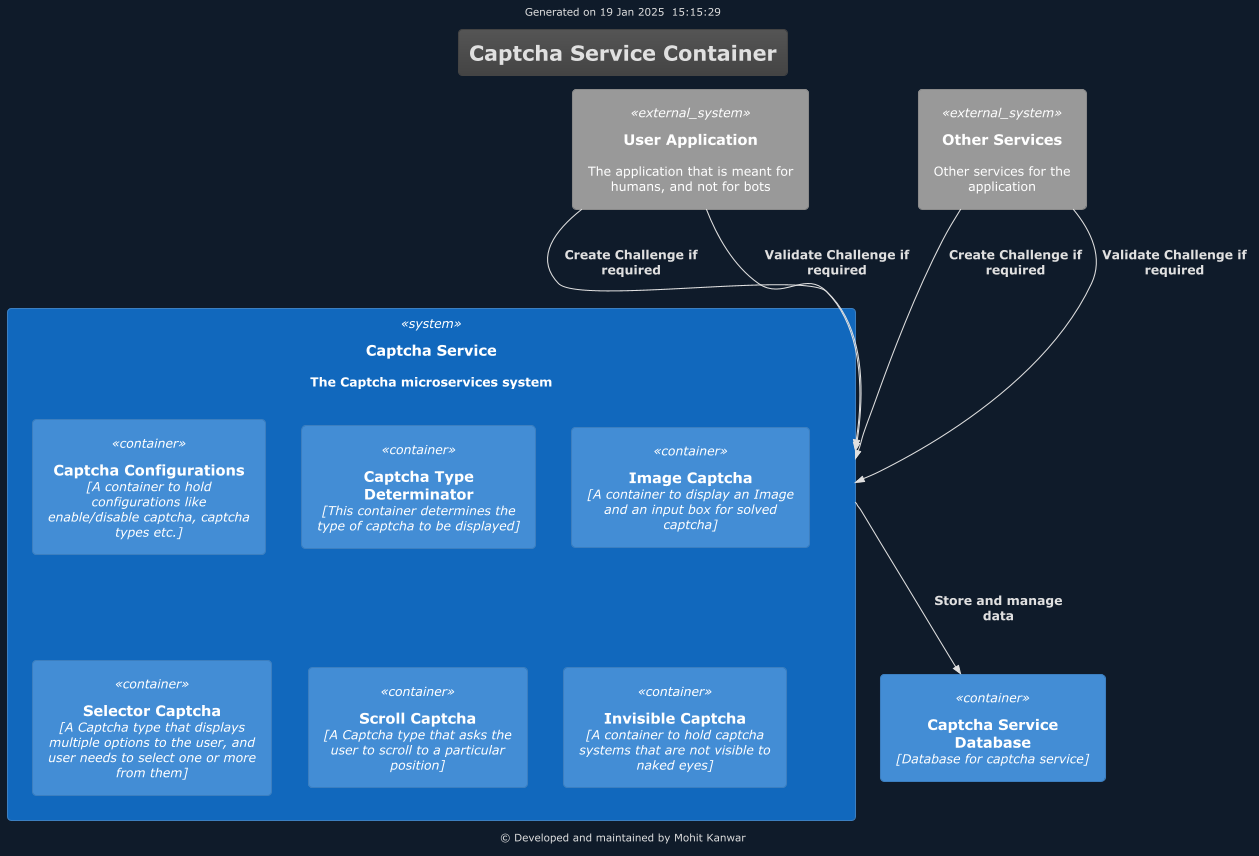 Generated on 19 Jan 2025  15:15:29
Captcha Service Container
«external_system»
User Application
The application that is meant for
humans, and not for bots
«external_system»
Other Services
Other services for the
application
Create Challenge if
required
Validate Challenge if
required
Create Challenge if
required
Validate Challenge if
required
«system»
Captcha Service
The Captcha microservices system
«container»
Captcha Configurations
[A container to hold
configurations like
enable/disable captcha, captcha
types etc.]
«container»
Captcha Type
Determinator
[This container determines the
type of captcha to be displayed]
«container»
Image Captcha
[A container to display an Image
and an input box for solved
captcha]
Store and manage
data
«container»
Selector Captcha
[A Captcha type that displays
multiple options to the user, and
user needs to select one or more
from them]
«container»
Scroll Captcha
[A Captcha type that asks the
user to scroll to a particular
position]
«container»
Invisible Captcha
[A container to hold captcha
systems that are not visible to
naked eyes]
«container»
Captcha Service
Database
[Database for captcha service]
© Developed and maintained by Mohit Kanwar